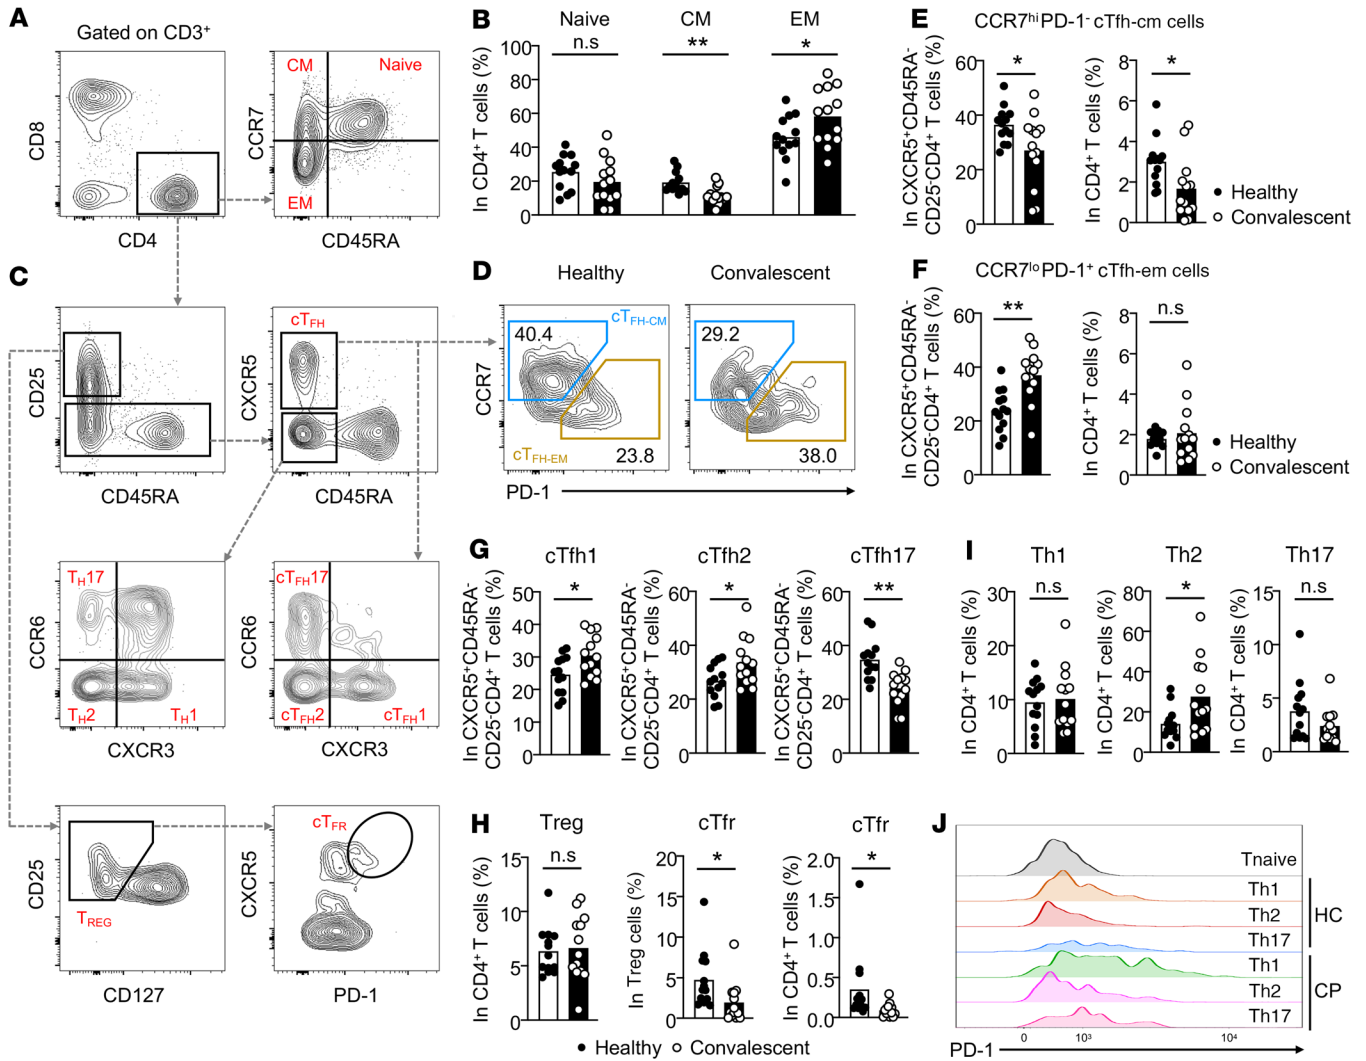 A
Gated on CD3+
CD8
CD4
CCR7
CM
Naive
EM
CD45RA
B
Naive
CM
EM
n.s
**
*
In CD4+ T cells (%)
100
80
60
40
20
0
E
CCR7hiPD-1- cTfh-cm cells
In CXCR5+CD45RA-
CD25-CD4+ T cells (%)
60
40
20
0
*
In CD4+ T cells (%)
8
6
4
2
0
*
Healthy
Convalescent
C
CD25
CD45RA
CXCR5
cTFH
CD45RA
D
Healthy
Convalescent
CCR7
40.4
cTFH-CM
29.2
cTFH-EM
23.8
38.0
PD-1
F
CCR7loPD-1+ cTfh-em cells
In CXCR5+CD45RA-
CD25-CD4+ T cells (%)
60
40
20
0
**
In CD4+ T cells (%)
8
6
4
2
0
n.s
Healthy
Convalescent
CCR6
TH17
TH2
TH1
CXCR3
CCR6
cTFH17
cTFH2
cTFH1
CXCR3
G
cTfh1
In CXCR5+CD45RA-
CD25-CD4+ T cells (%)
50
40
30
20
10
0
*
cTfh2
In CXCR5+CD45RA-
CD25-CD4+ T cells (%)
60
40
20
0
*
cTfh17
In CXCR5+CD45RA-
CD25-CD4+ T cells (%)
60
40
20
0
**
I
Th1
In CD4+ T cells (%)
30
20
10
0
n.s
Th2
In CD4+ T cells (%)
80
60
40
20
0
*
Th17
In CD4+ T cells (%)
15
10
5
0
n.s
CD25
TREG
CD127
CXCR5
cTFR
PD-1
H
Treg
In CD4+ T cells (%)
15
10
5
0
n.s
cTfr
In Treg cells (%)
20
15
10
5
0
*
cTfr
In CD4+ T cells (%)
2.0
1.5
1.0
0.5
0.0
*
Healthy
Convalescent
J
Tnaive
Th1
Th2
Th17
HC
Th1
Th2
Th17
CP
0
10³
10⁴
PD-1